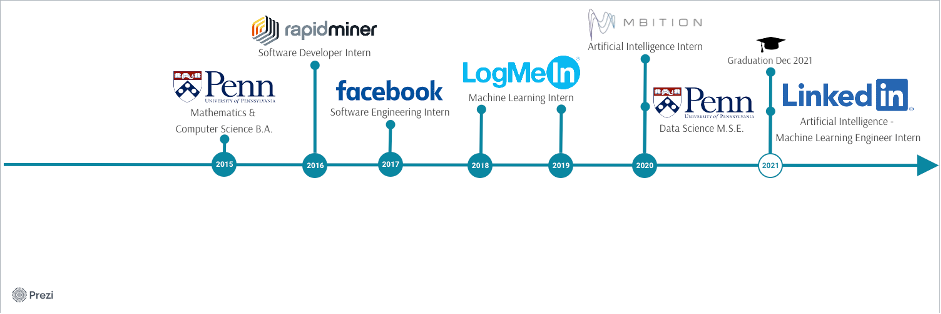 rapidminer
Software Developer Intern
MBITION
Artificial Intelligence Intern
Graduation Dec 2021
Penn
UNIVERSITY of PENNSYLVANIA
Mathematics &
Computer Science B.A.
facebook
Software Engineering Intern
LogMeIn
Machine Learning Intern
Penn
UNIVERSITY of PENNSYLVANIA
Data Science M.S.E.
Linked in
Artificial Intelligence -
Machine Learning Engineer Intern
2015
2016
2017
2018
2019
2020
2021
Prezi